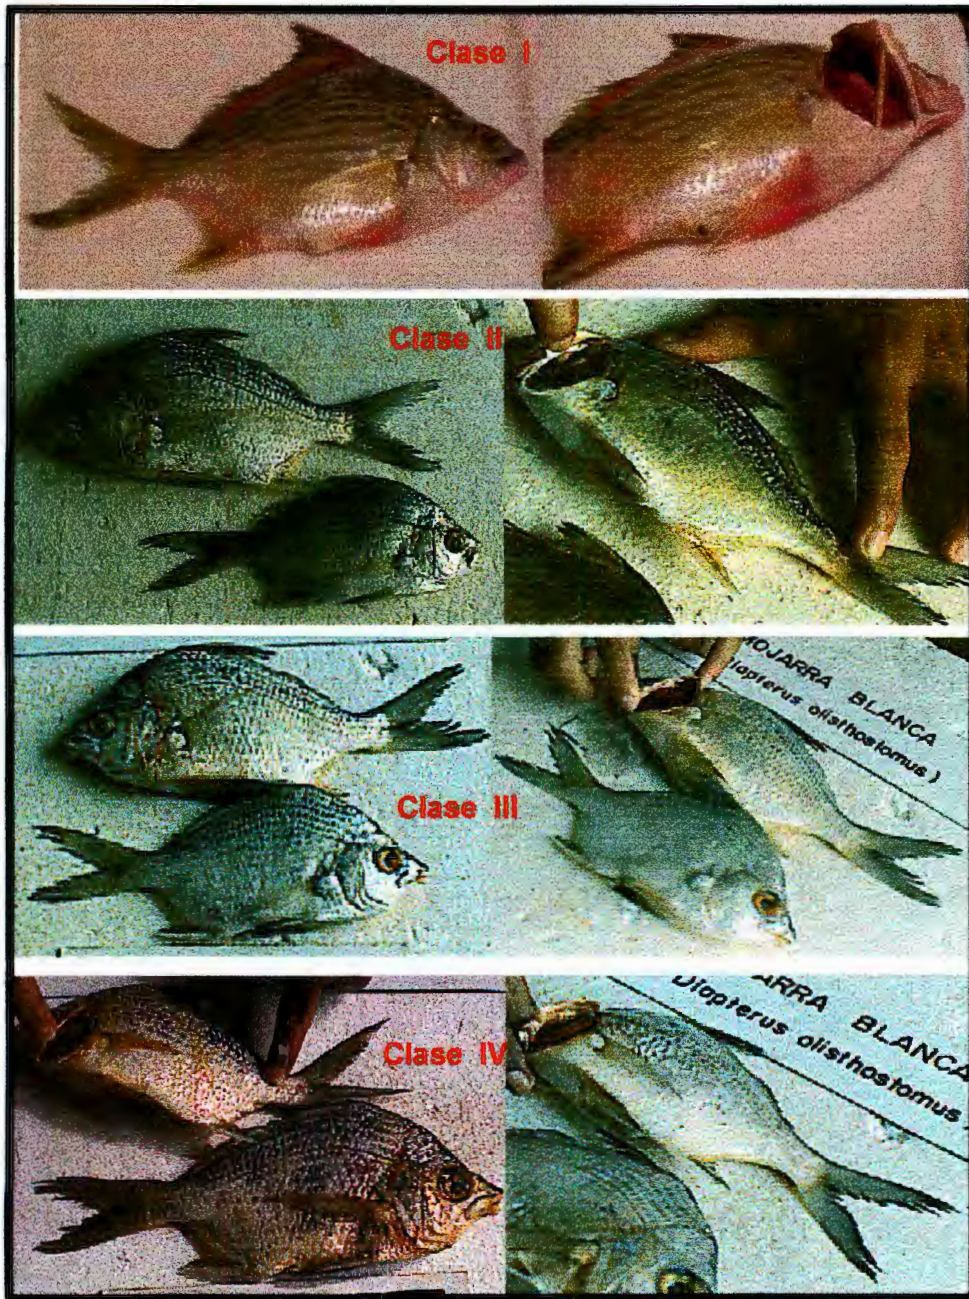 Clase I
Clase II
MOJARRA BLANCA
Diapterus olisthostomus )
Clase III
Clase IV
ARRA BLANCA
Diapterus olisthostomus